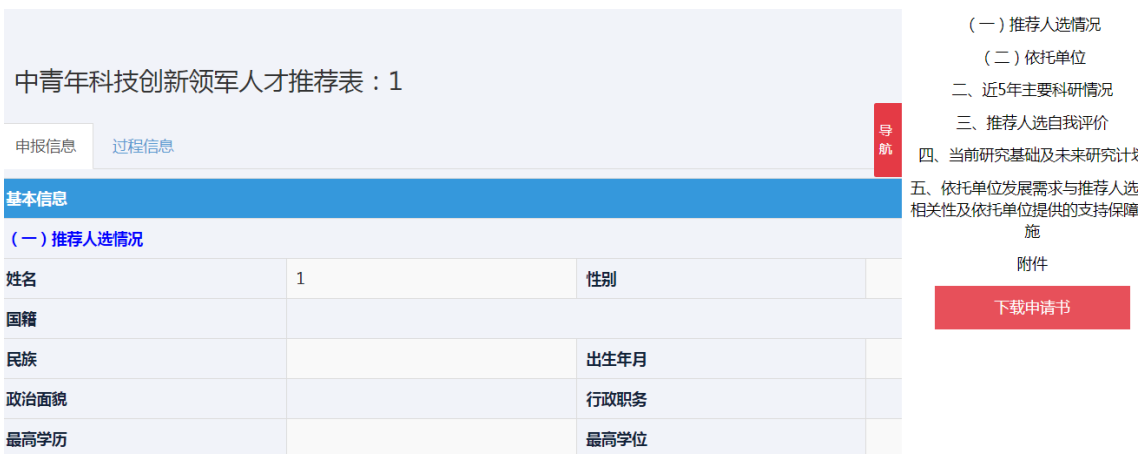 中青年科技创新领军人才推荐表：1
申报信息 过程信息
导
航
基本信息
（一）推荐人选情况
姓名 1 性别
国籍
民族 出生年月
政治面貌 行政职务
最高学历 最高学位
（一）推荐人选情况
（二）依托单位
二、近5年主要科研情况
三、推荐人选自我评价
四、当前研究基础及未来研究计
五、依托单位发展需求与推荐人选
相关性及依托单位提供的支持保障
施
附件
下载申请书